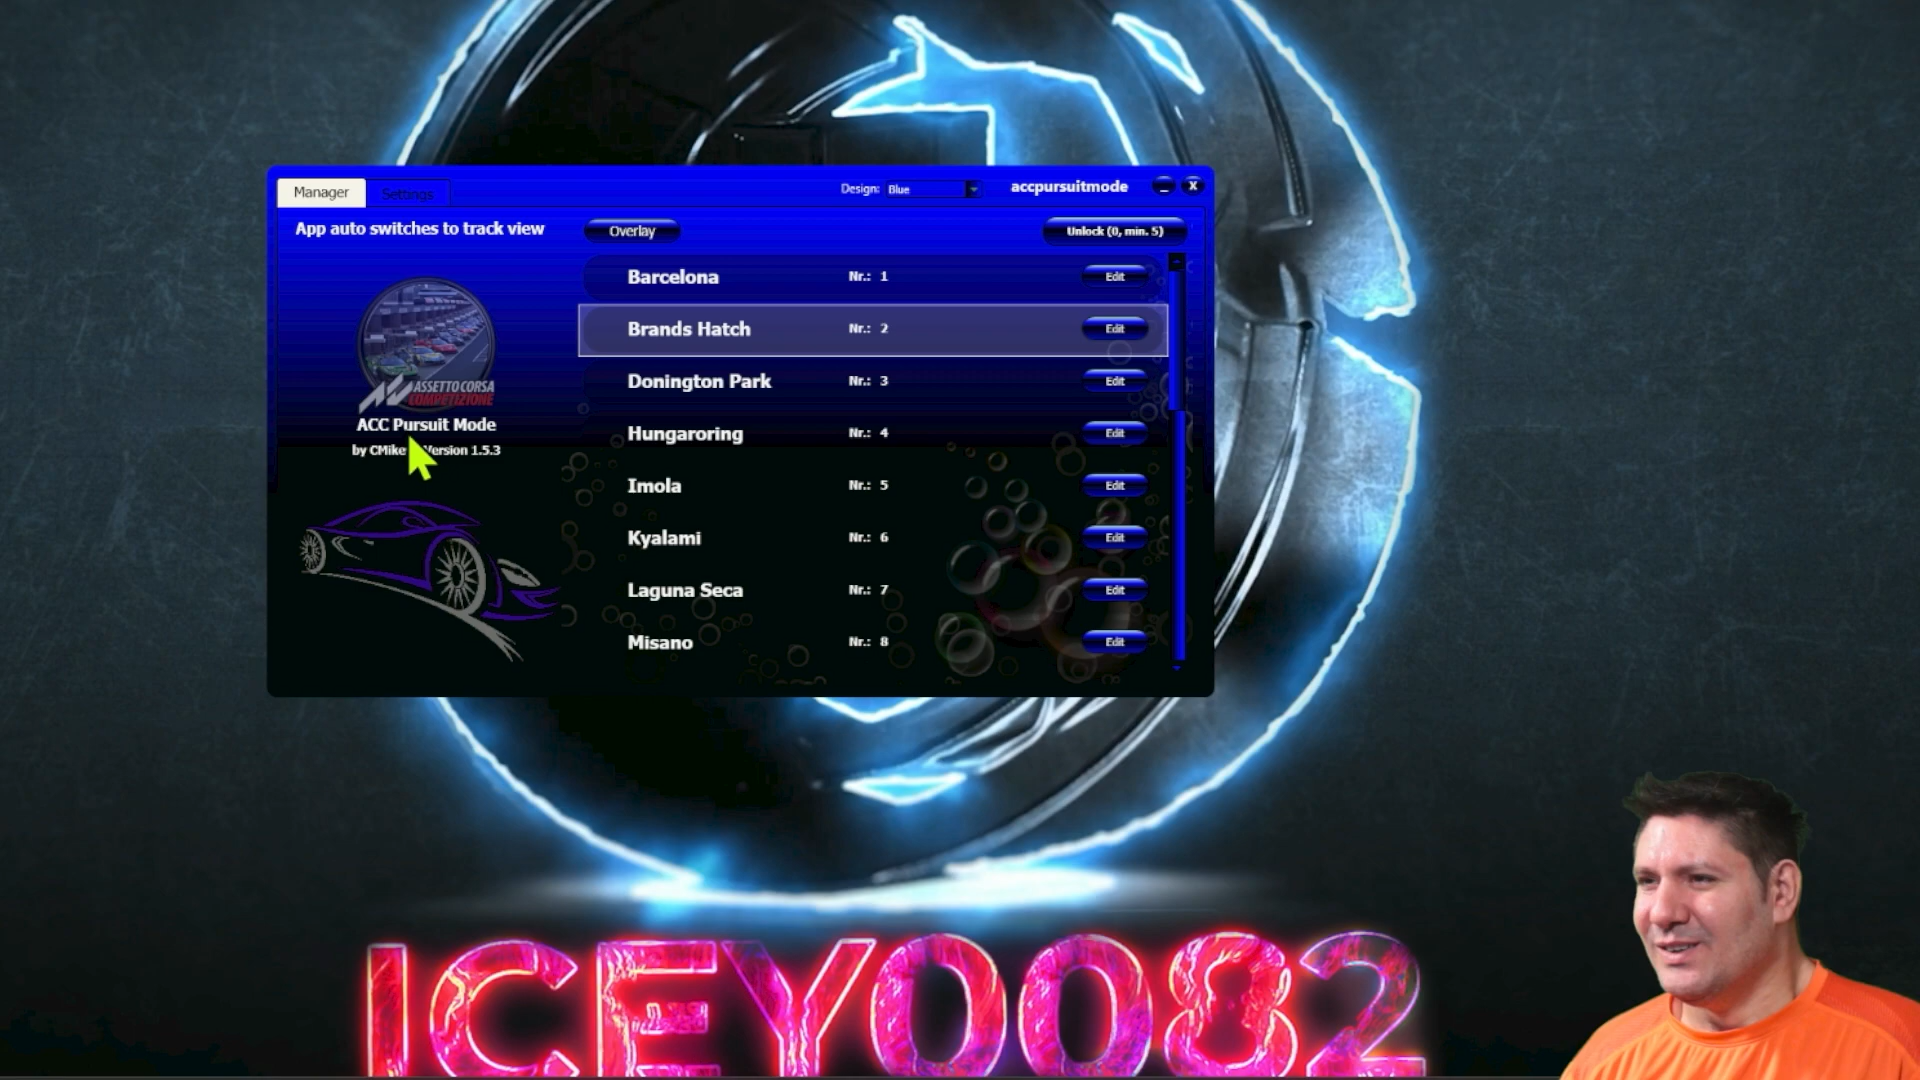 Manager
Settings
Design: Blue
accpursuitmode
X
App auto switches to track view
Overlay
Unlock (0, min. 5)
Barcelona Nr.: 1 Edit
Brands Hatch Nr.: 2 Edit
ASSETTO CORSA
COMPETIZIONE
Donington Park Nr.: 3 Edit
ACC Pursuit Mode
Hungaroring Nr.: 4 Edit
by CMike Version 1.5.3
Imola Nr.: 5 Edit
Kyalami Nr.: 6 Edit
Laguna Seca Nr.: 7 Edit
Misano Nr.: 8 Edit
ICEY0082